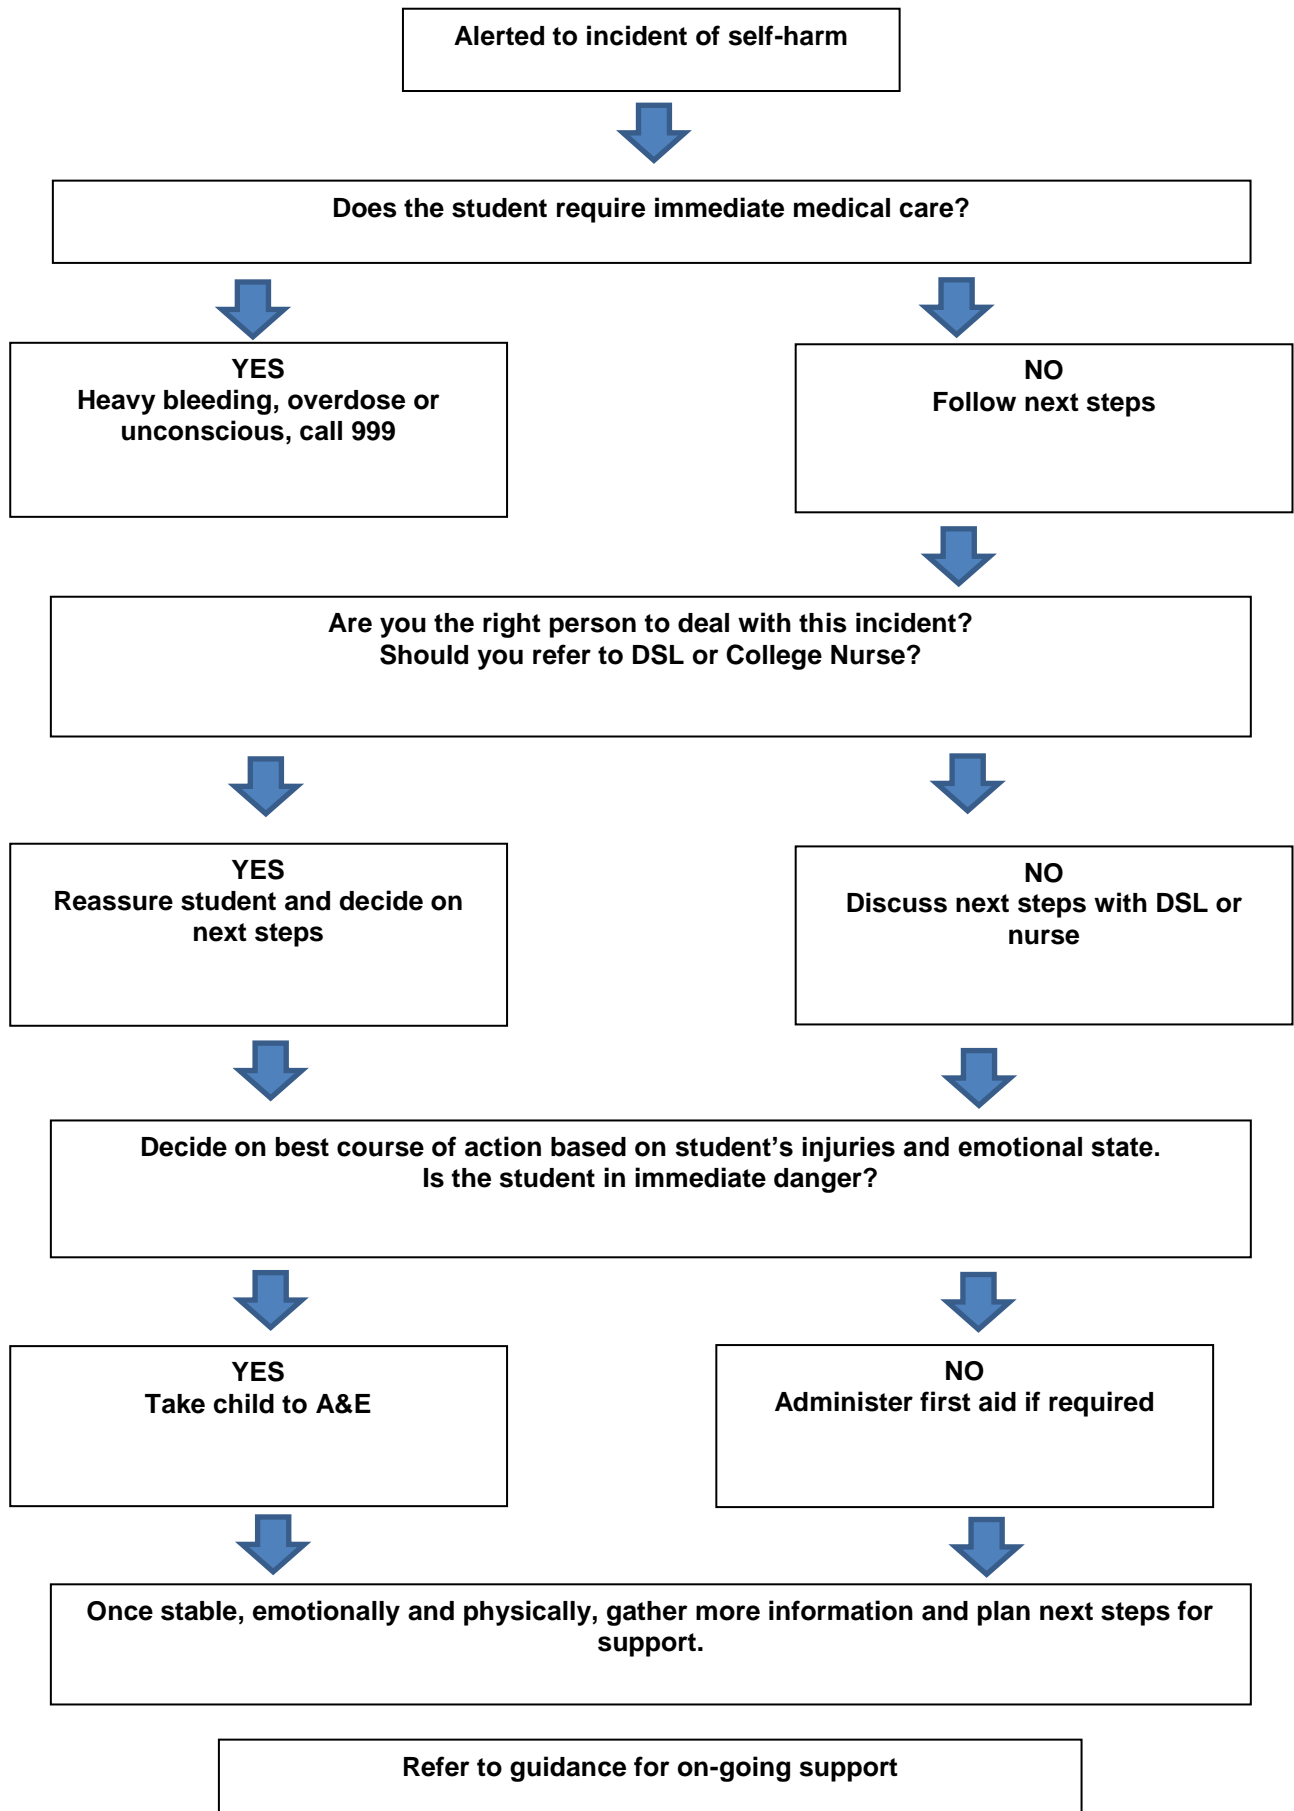 Alerted to incident of self-harm
Does the student require immediate medical care?
YES
Heavy bleeding, overdose or
unconscious, call 999
NO
Follow next steps
Are you the right person to deal with this incident?
Should you refer to DSL or College Nurse?
YES
Reassure student and decide on
next steps
NO
Discuss next steps with DSL or
nurse
Decide on best course of action based on student’s injuries and emotional state.
Is the student in immediate danger?
YES
Take child to A&E
NO
Administer first aid if required
Once stable, emotionally and physically, gather more information and plan next steps for
support.
Refer to guidance for on-going support